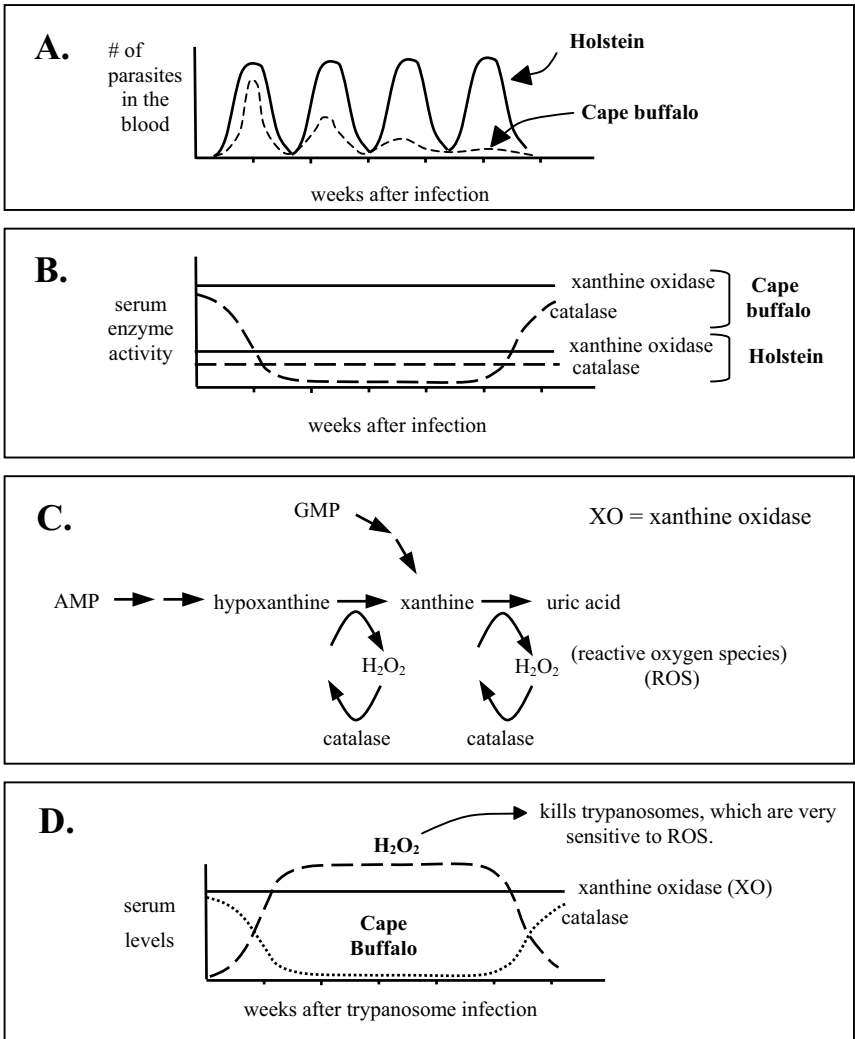 A.
# of
parasites
in the
blood
Holstein
Cape buffalo
weeks after infection
B.
serum
enzyme
activity
xanthine oxidase
catalase
Cape
buffalo
xanthine oxidase
catalase
Holstein
weeks after infection
C.
GMP
XO = xanthine oxidase
AMP
hypoxanthine
xanthine
uric acid
H₂O₂
H₂O₂
(reactive oxygen species)
(ROS)
catalase
catalase
D.
kills trypanosomes, which are very
sensitive to ROS.
H₂O₂
serum
levels
xanthine oxidase (XO)
catalase
Cape
Buffalo
weeks after trypanosome infection